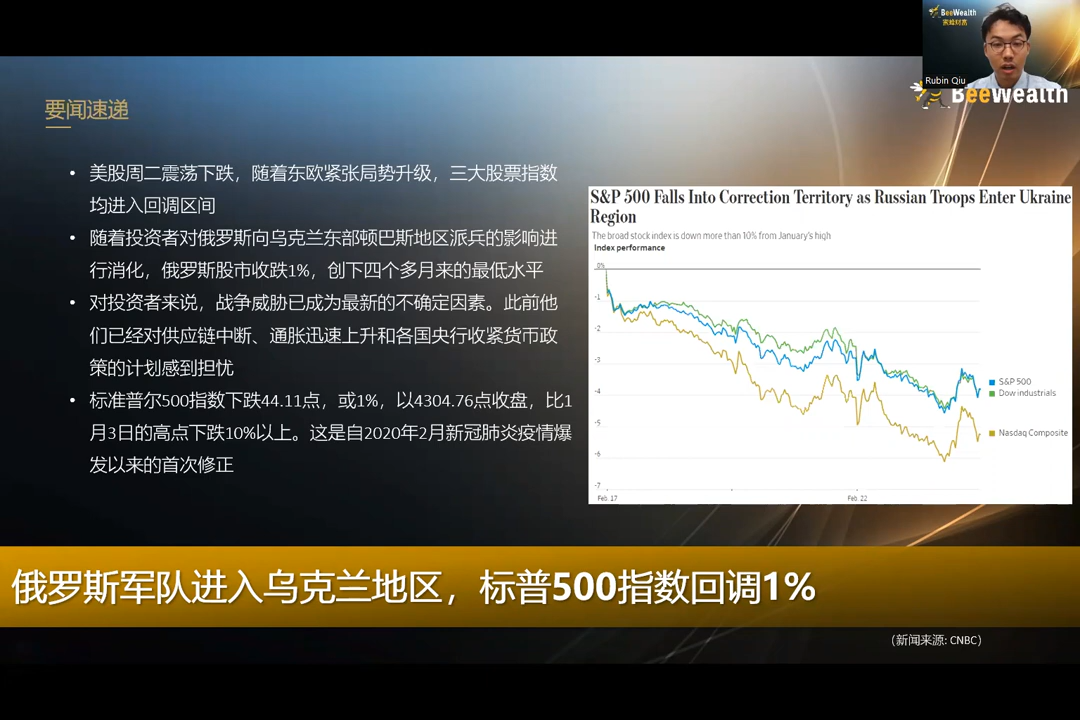 BeeWealth
蜜蜂财富
Rubin Qiu
BeeWealth
要闻速递
• 美股周二震荡下跌，随着东欧紧张局势升级，三大股票指数
均进入回调区间
• 随着投资者对俄罗斯向乌克兰东部顿巴斯地区派兵的影响进
行消化，俄罗斯股市收跌1%，创下四个多月来的最低水平
• 对投资者来说，战争威胁已成为最新的不确定因素。此前他
们已经对供应链中断、通胀迅速上升和各国央行收紧货币政
策的计划感到担忧
• 标准普尔500指数下跌44.11点，或1%，以4304.76点收盘，比1
月3日的高点下跌10%以上。这是自2020年2月新冠肺炎疫情爆
发以来的首次修正
S&P 500 Falls Into Correction Territory as Russian Troops Enter Ukraine
Region
The broad stock index is down more than 10% from January's high
Index performance
0%
-1
-2
-3
-4
-5
-6
-7
Feb. 17
Feb. 22
S&P 500
Dow industrials
Nasdaq Composite
俄罗斯军队进入乌克兰地区，标普500指数回调1%
（新闻来源: CNBC）